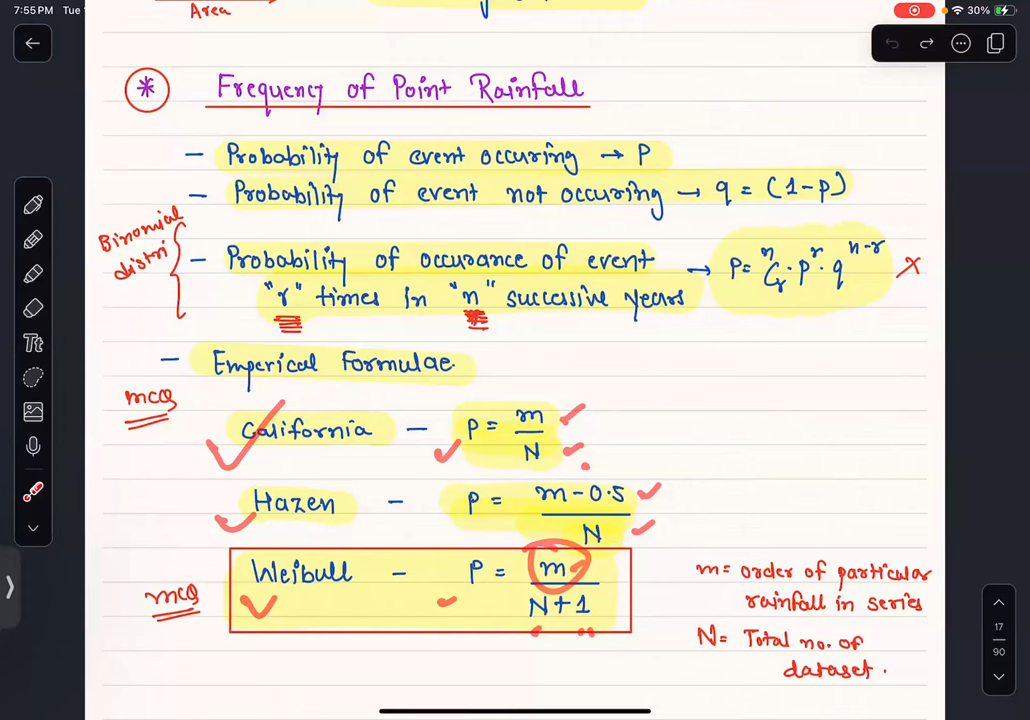 7:55 PM Tue
30%
Area
* Frequency of Point Rainfall
— Probability of event occuring → P
— Probability of event not occuring → q = (1-p)
Binomial
distri
— Probability of occurance of event → P = ⁿCᵣ · pʳ · qⁿ⁻ʳ ×
"r" times in "n" successive years
— Emperical Formulae.
mcq
California — P = m/N
Hazen — P = m-0.5/N
mcq
Weibull — P = m/N+1
m = order of particular
rainfall in series
N = Total no. of
dataset.
Tt
17
90